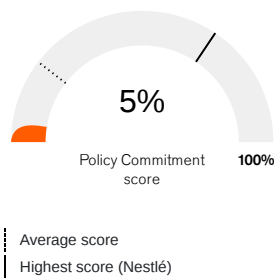 5%
Policy Commitment
score
100%
Average score
Highest score (Nestlé)